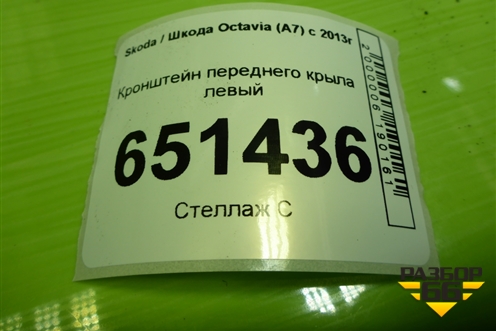 Skoda / Шкода Octavia (A7) с 2013г
Кронштейн переднего крыла
левый
651436
Стеллаж С
2000006190161
РАЗБОР
66